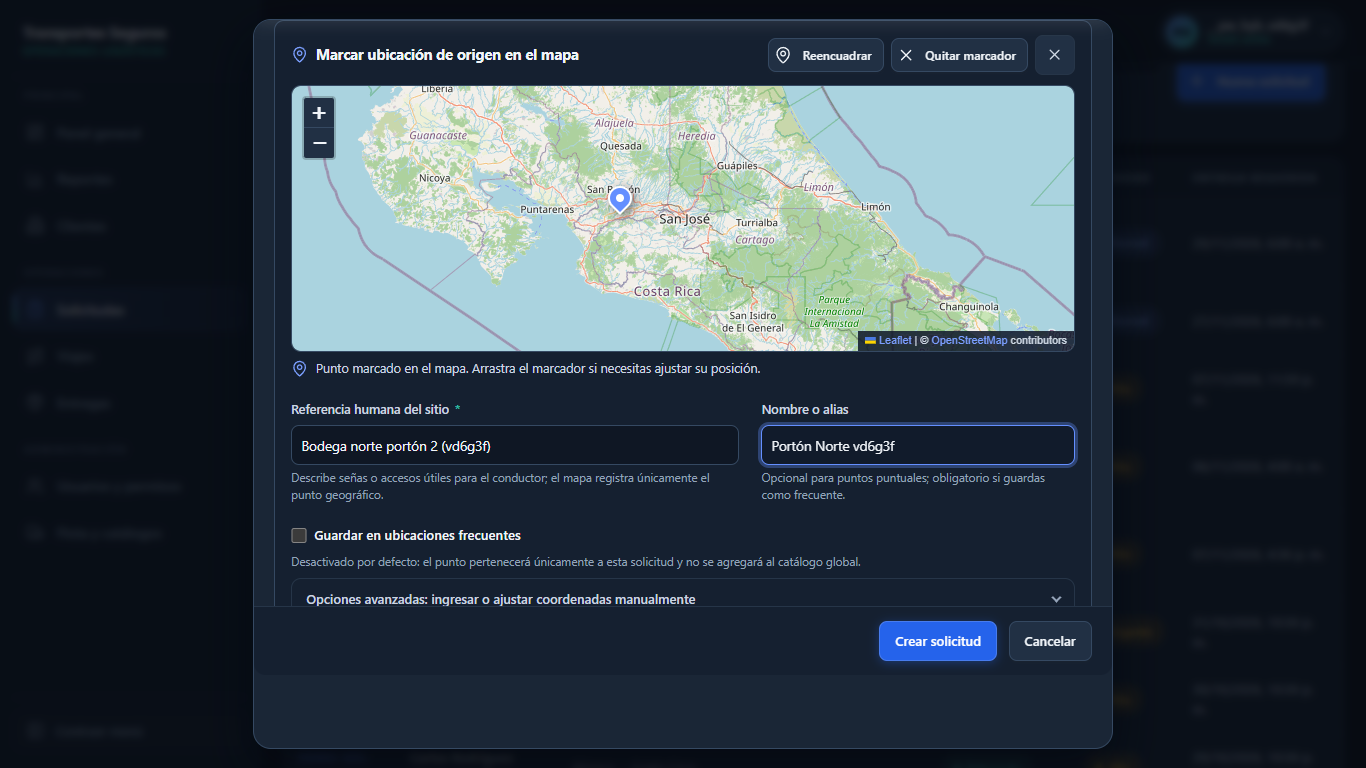 Marcar ubicación de origen en el mapa
Reencuadrar
Quitar marcador
+
−
Liberia
Guanacaste
Alajuela
Quesada
Heredia
Guápiles
Nicoya
Puntarenas
San José
Turrialba
Cartago
Limón
Limón
Costa Rica
San Isidro
de El General
Parque
Internacional
La Amistad
Changuinola
Leaflet | © OpenStreetMap contributors
Punto marcado en el mapa. Arrastra el marcador si necesitas ajustar su posición.
Referencia humana del sitio *
Bodega norte portón 2 (vd6g3f)
Describe señas o accesos útiles para el conductor; el mapa registra únicamente el
punto geográfico.
Nombre o alias
Portón Norte vd6g3f
Opcional para puntos puntuales; obligatorio si guardas
como frecuente.
Guardar en ubicaciones frecuentes
Desactivado por defecto: el punto pertenecerá únicamente a esta solicitud y no se agregará al catálogo global.
Opciones avanzadas: ingresar o ajustar coordenadas manualmente
Crear solicitud
Cancelar